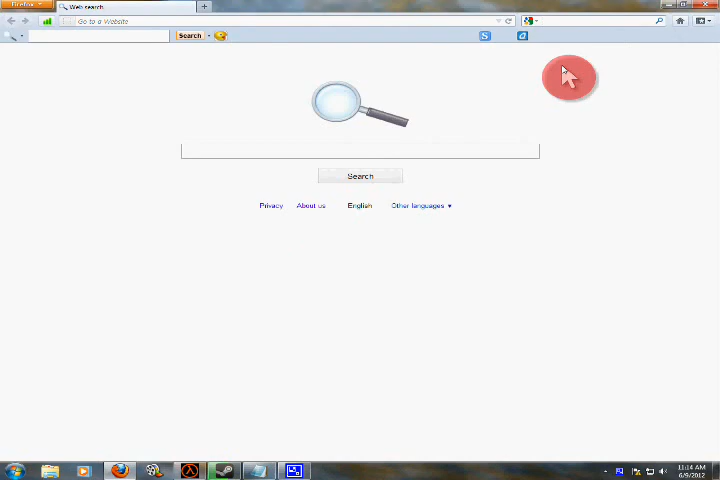 Firefox
Web search
Go to a Website
Search
S
a
Search
Privacy About us English Other languages
11:14 AM
6/9/2012